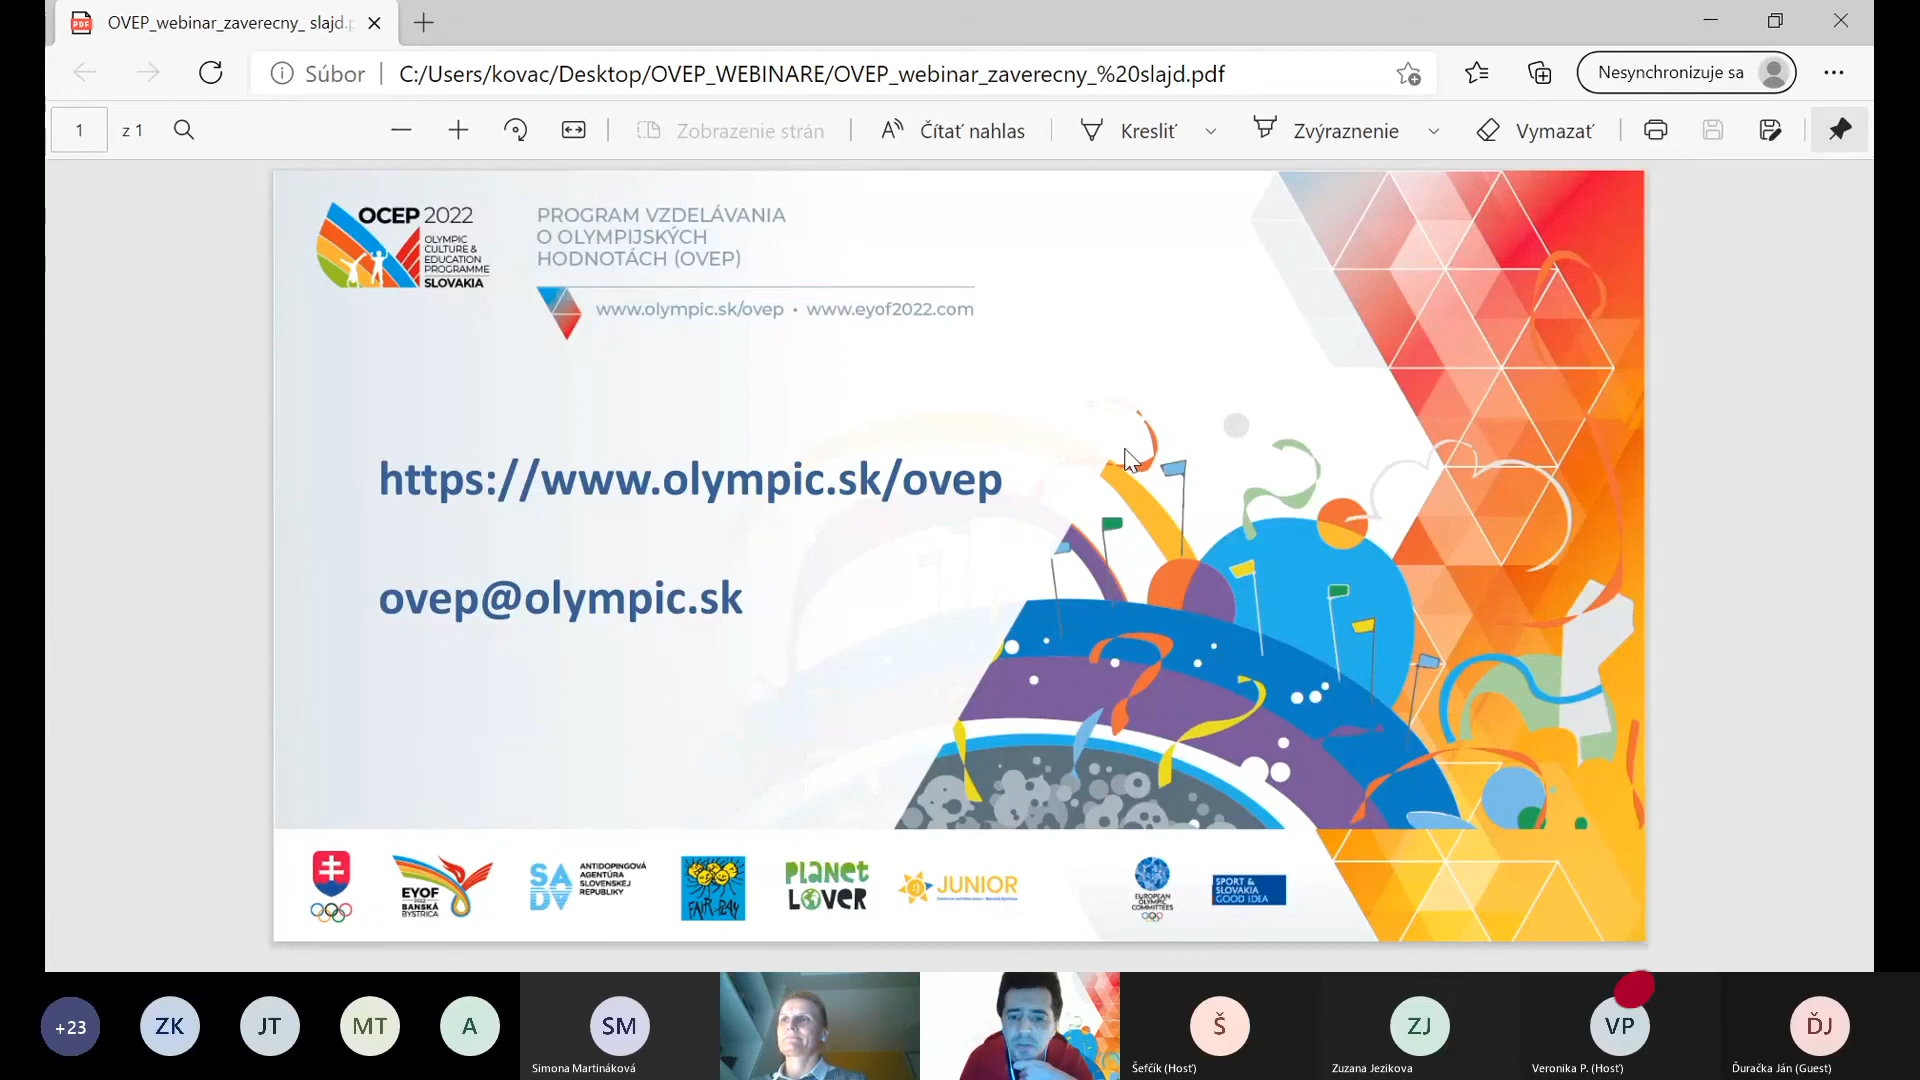 OVEP_webinar_zaverecny_ slajd.p
Súbor
C:/Users/kovac/Desktop/OVEP_WEBINARE/OVEP_webinar_zaverecny_%20slajd.pdf
Nesynchronizuje sa
1
z 1
Zobrazenie strán
Čítať nahlas
Kresliť
Zvýraznenie
Vymazať
OCEP 2022
OLYMPIC
CULTURE &
EDUCATION
PROGRAMME
SLOVAKIA
PROGRAM VZDELÁVANIA
O OLYMPIJSKÝCH
HODNOTÁCH (OVEP)
www.olympic.sk/ovep • www.eyof2022.com
https://www.olympic.sk/ovep
ovep@olympic.sk
EYOF
BANSKÁ
BYSTRICA
SADV
ANTIDOPINGOVÁ
AGENTÚRA
SLOVENSKEJ
REPUBLIKY
FAIR PLAY
PLANET
LOVER
JUNIOR
EUROPEAN
OLYMPIC
COMMITTEES
SPORT &
SLOVAKIA
GOOD IDEA
+23
ZK
JT
MT
A
SM
Simona Martináková
Š
Šefčík (Hosť)
ZJ
Zuzana Jezikova
VP
Veronika P. (Hosť)
ĎJ
Ďuračka Ján (Guest)